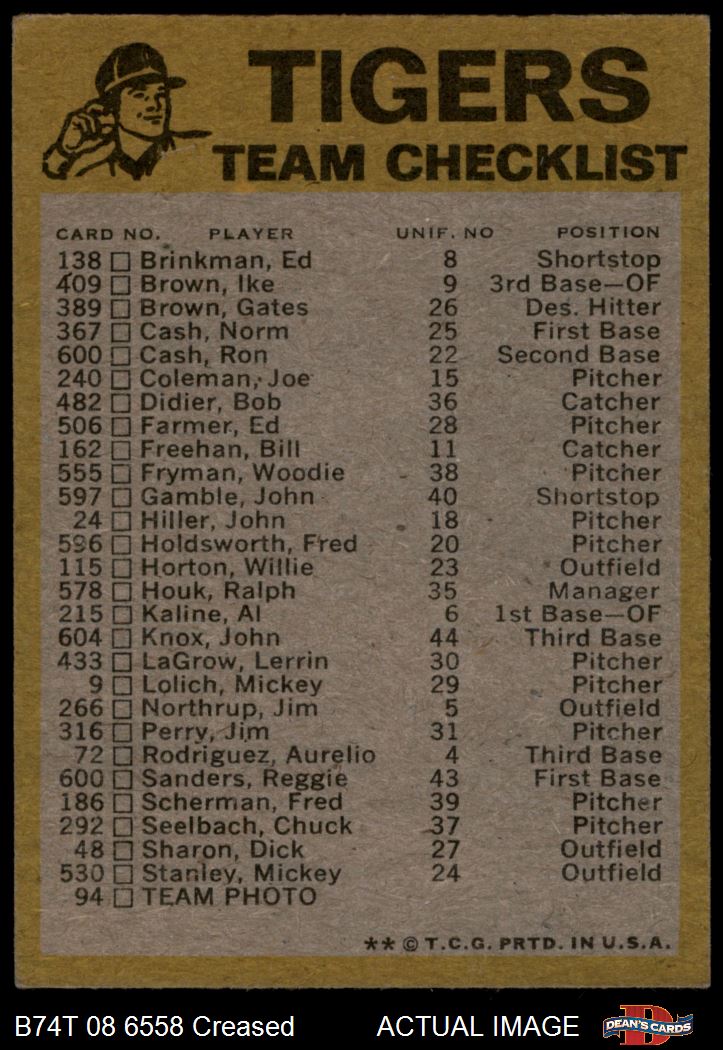 TIGERS
TEAM CHECKLIST
CARD NO. PLAYER UNIF. NO POSITION
138 Brinkman, Ed 8 Shortstop
409 Brown, Ike 9 3rd Base—OF
389 Brown, Gates 26 Des. Hitter
367 Cash, Norm 25 First Base
600 Cash, Ron 22 Second Base
240 Coleman, Joe 15 Pitcher
482 Didier, Bob 36 Catcher
506 Farmer, Ed 28 Pitcher
162 Freehan, Bill 11 Catcher
555 Fryman, Woodie 38 Pitcher
597 Gamble, John 40 Shortstop
24 Hiller, John 18 Pitcher
596 Holdsworth, Fred 20 Pitcher
115 Horton, Willie 23 Outfield
578 Houk, Ralph 35 Manager
215 Kaline, Al 6 1st Base—OF
604 Knox, John 44 Third Base
433 LaGrow, Lerrin 30 Pitcher
9 Lolich, Mickey 29 Pitcher
266 Northrup, Jim 5 Outfield
316 Perry, Jim 31 Pitcher
72 Rodriguez, Aurelio 4 Third Base
600 Sanders, Reggie 43 First Base
186 Scherman, Fred 39 Pitcher
292 Seelbach, Chuck 37 Pitcher
48 Sharon, Dick 27 Outfield
530 Stanley, Mickey 24 Outfield
94 TEAM PHOTO
** © T.C.G. PRTD. IN U.S.A.
B74T 08 6558 Creased ACTUAL IMAGE
D
DEAN'S CARDS